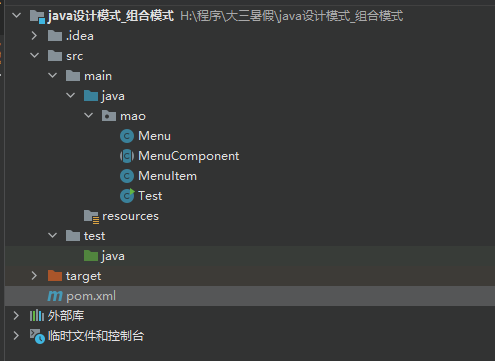 java设计模式_组合模式 H:\程序\大三暑假\java设计模式_组合模式
.idea
src
main
java
mao
Menu
MenuComponent
MenuItem
Test
resources
test
java
target
pom.xml
外部库
临时文件和控制台